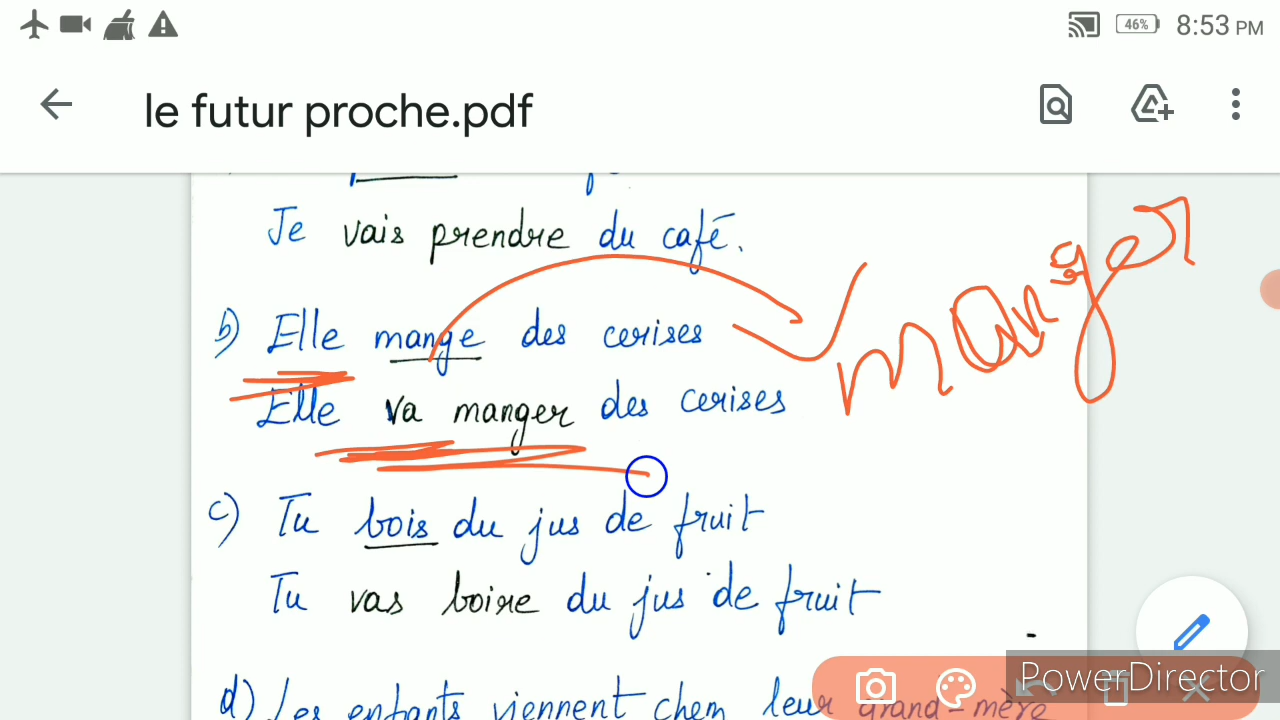 46% 8:53 PM
le futur proche.pdf
Je vais prendre du café.
b) Elle mange des cerises
manger
Elle va manger des cerises
c) Tu bois du jus de fruit
Tu vas boire du jus de fruit
d) Les enfants viennent chem leur grand-mère
PowerDirector